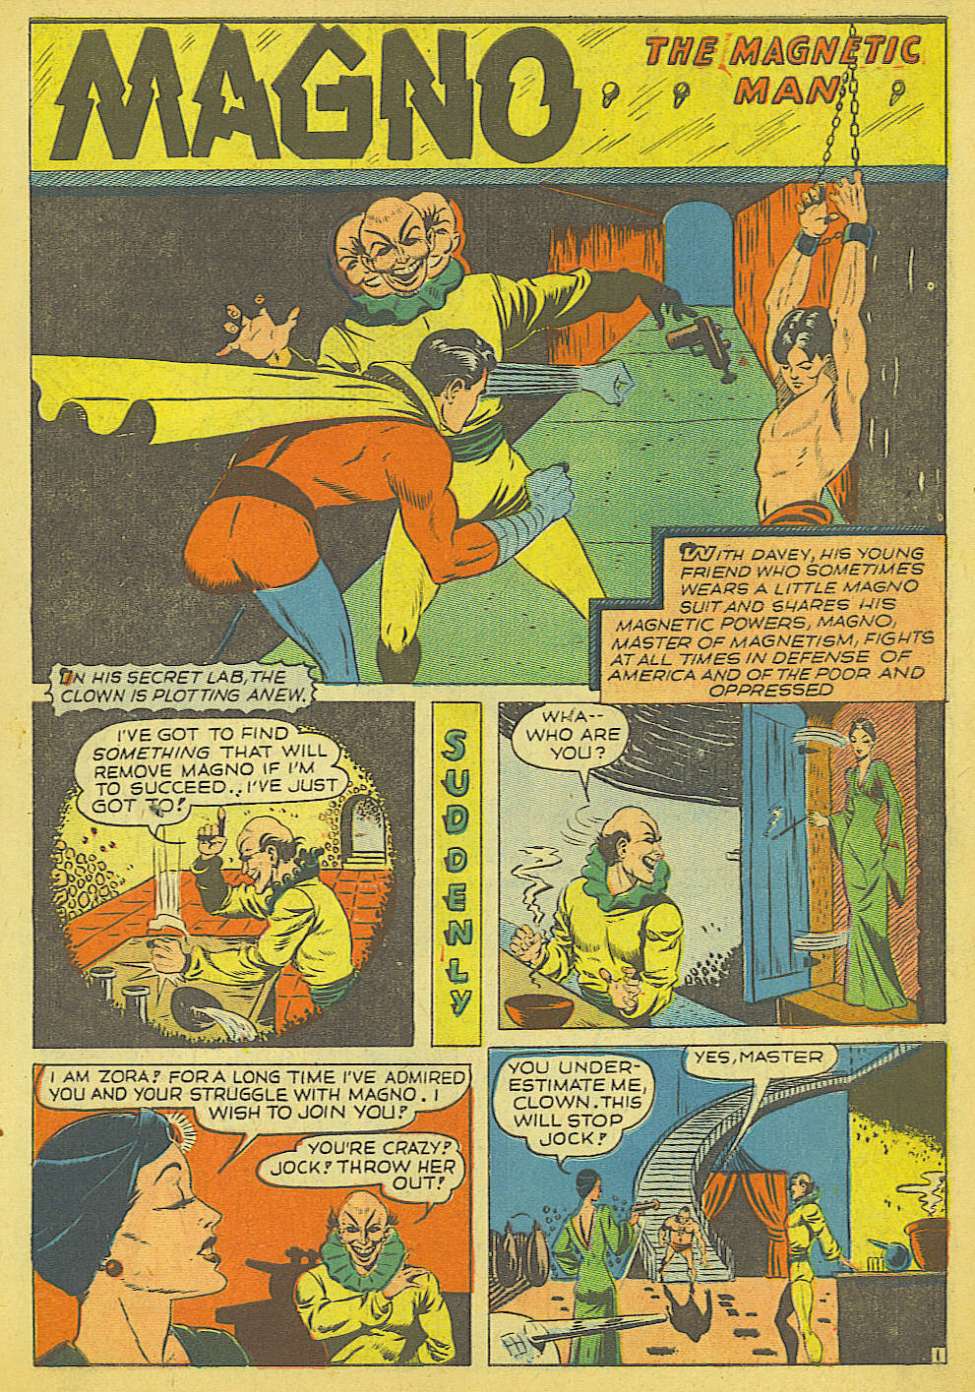 MAGNO
THE MAGNETIC
MAN
WITH DAVEY, HIS YOUNG
FRIEND WHO SOMETIMES
WEARS A LITTLE MAGNO
SUIT AND SHARES HIS
MAGNETIC POWERS, MAGNO,
MASTER OF MAGNETISM, FIGHTS
AT ALL TIMES IN DEFENSE OF
AMERICA AND OF THE POOR AND
OPPRESSED
IN HIS SECRET LAB, THE
CLOWN IS PLOTTING ANEW.
I'VE GOT TO FIND
SOMETHING THAT WILL
REMOVE MAGNO IF I'M
TO SUCCEED.. I'VE JUST
GOT TO!
SUDDENLY
WHA--
WHO ARE
YOU?
I AM ZORA! FOR A LONG TIME I'VE ADMIRED
YOU AND YOUR STRUGGLE WITH MAGNO. I
WISH TO JOIN YOU!
YOU'RE CRAZY!
JOCK! THROW HER
OUT!
YOU UNDER-
ESTIMATE ME,
CLOWN. THIS
WILL STOP
JOCK!
YES, MASTER
1